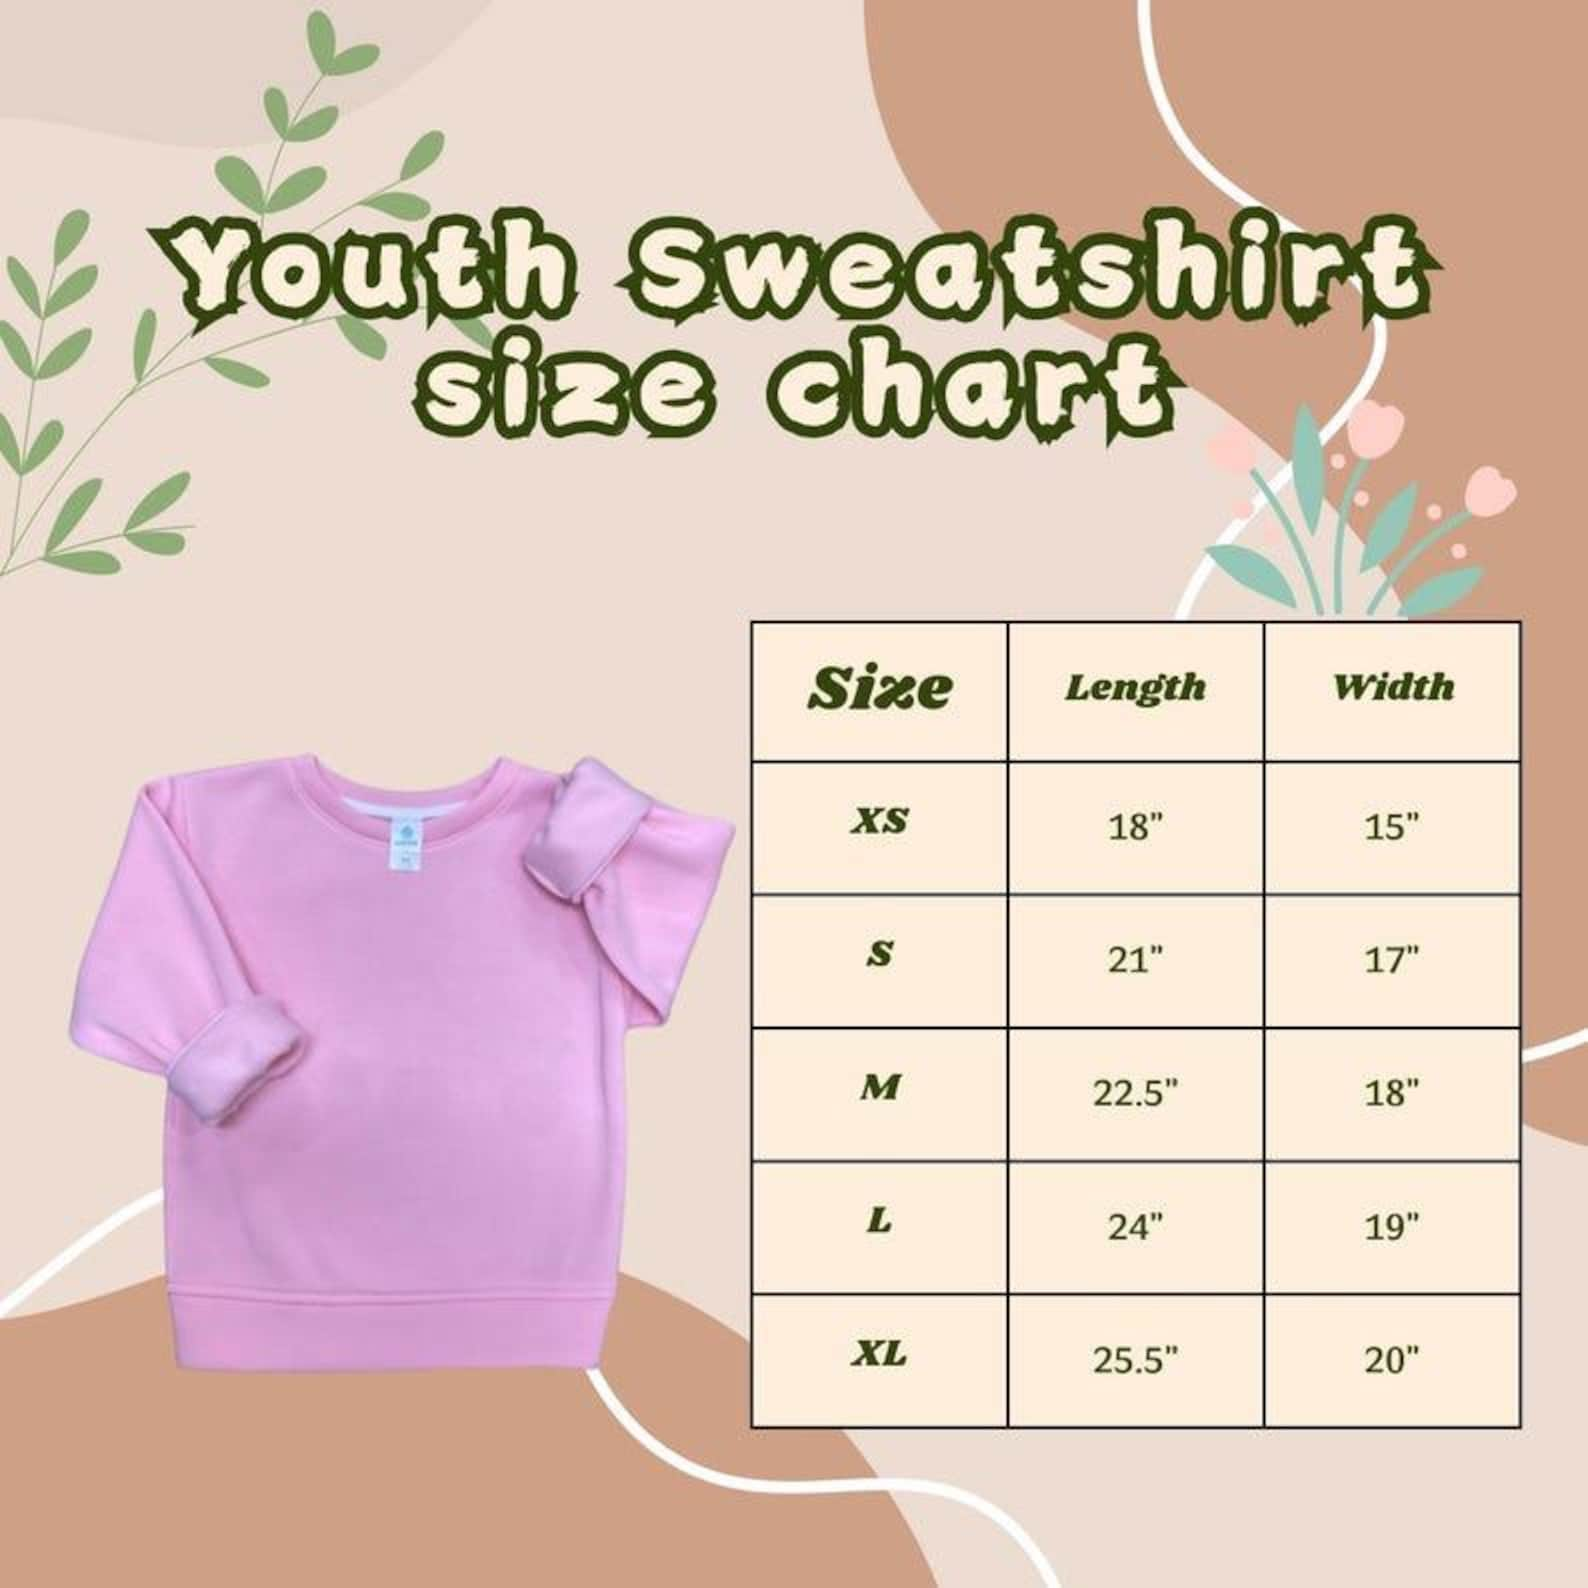 Youth Sweatshirt
size chart
Size Length Width
XS 18" 15"
S 21" 17"
M 22.5" 18"
L 24" 19"
XL 25.5" 20"